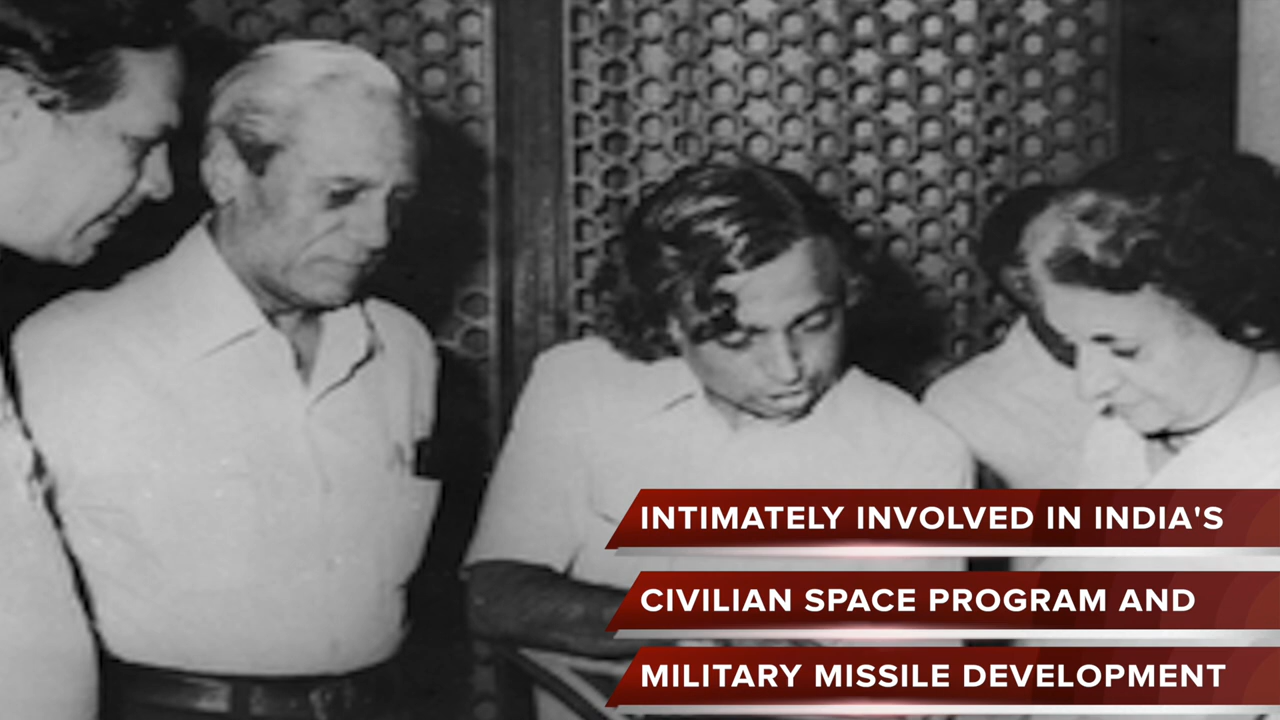 INTIMATELY INVOLVED IN INDIA'S
CIVILIAN SPACE PROGRAM AND
MILITARY MISSILE DEVELOPMENT